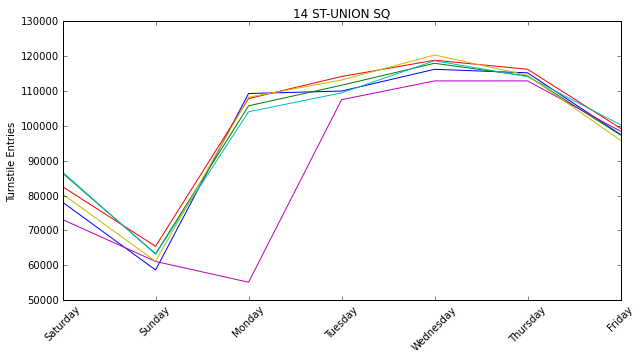 14 ST-UNION SQ
130000
120000
110000
100000
90000
80000
70000
60000
50000
Turnstile Entries
Saturday
Sunday
Monday
Tuesday
Wednesday
Thursday
Friday